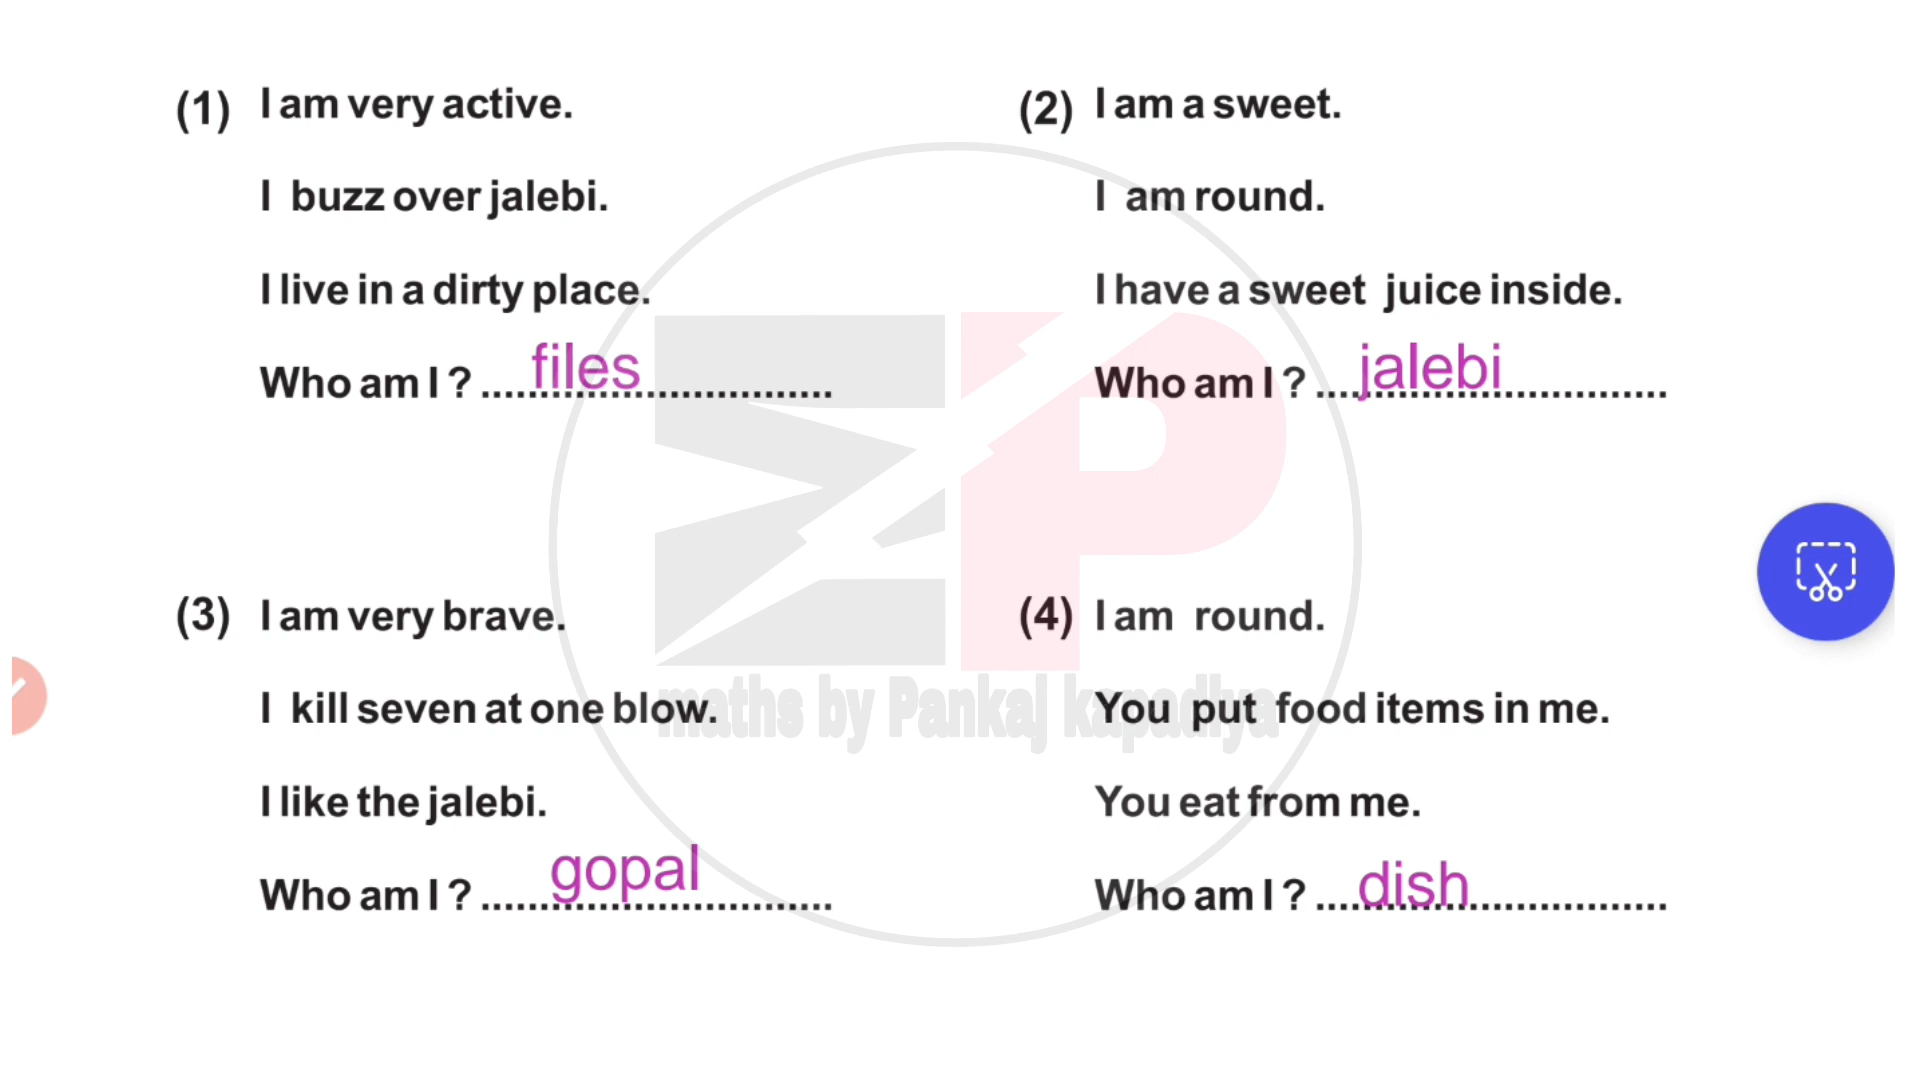 (1) I am very active.
I buzz over jalebi.
I live in a dirty place.
Who am I ? .............................. files
(2) I am a sweet.
I am round.
I have a sweet juice inside.
Who am I ? .............................. jalebi
(3) I am very brave.
I kill seven at one blow.
I like the jalebi.
Who am I ? .............................. gopal
(4) I am round.
You put food items in me.
You eat from me.
Who am I ? .............................. dish
maths by Pankaj kapadiya